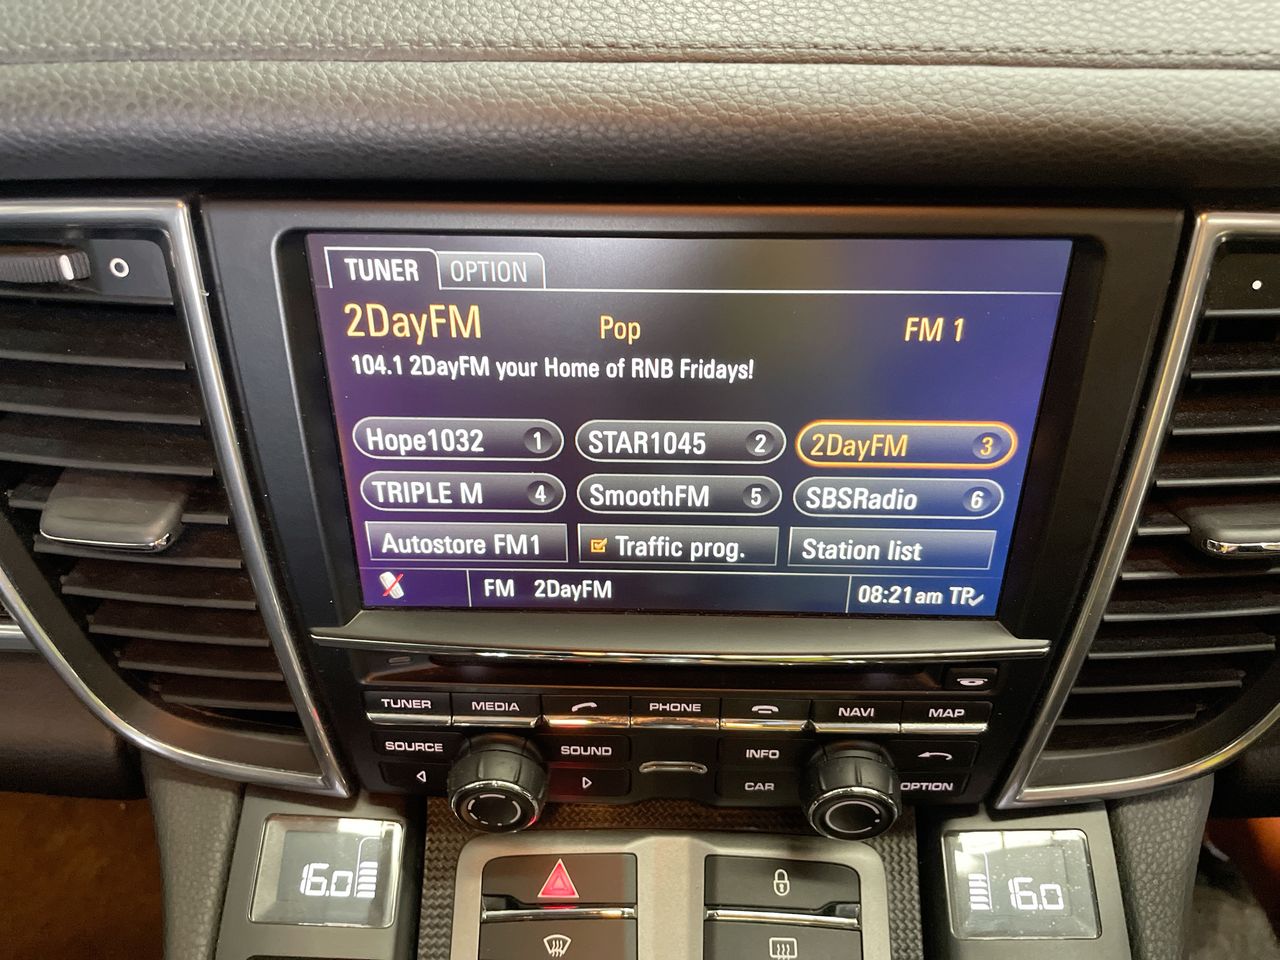 TUNER OPTION
2DayFM Pop FM 1
104.1 2DayFM your Home of RNB Fridays!
Hope1032 1 STAR1045 2 2DayFM 3
TRIPLE M 4 SmoothFM 5 SBSRadio 6
Autostore FM1 Traffic prog. Station list
FM 2DayFM 08:21am TP
TUNER MEDIA PHONE NAVI MAP
SOURCE SOUND INFO
CAR OPTION
16.0 16.0